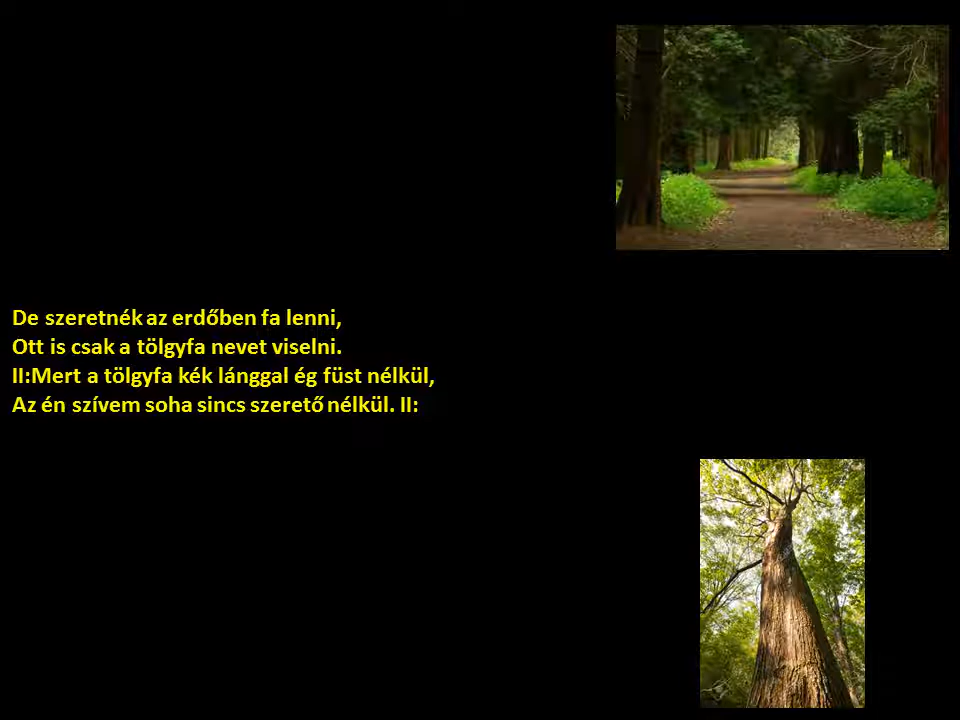 De szeretnék az erdőben fa lenni,
Ott is csak a tölgyfa nevet viselni.
II:Mert a tölgyfa kék lánggal ég füst nélkül,
Az én szívem soha sincs szerető nélkül. II: